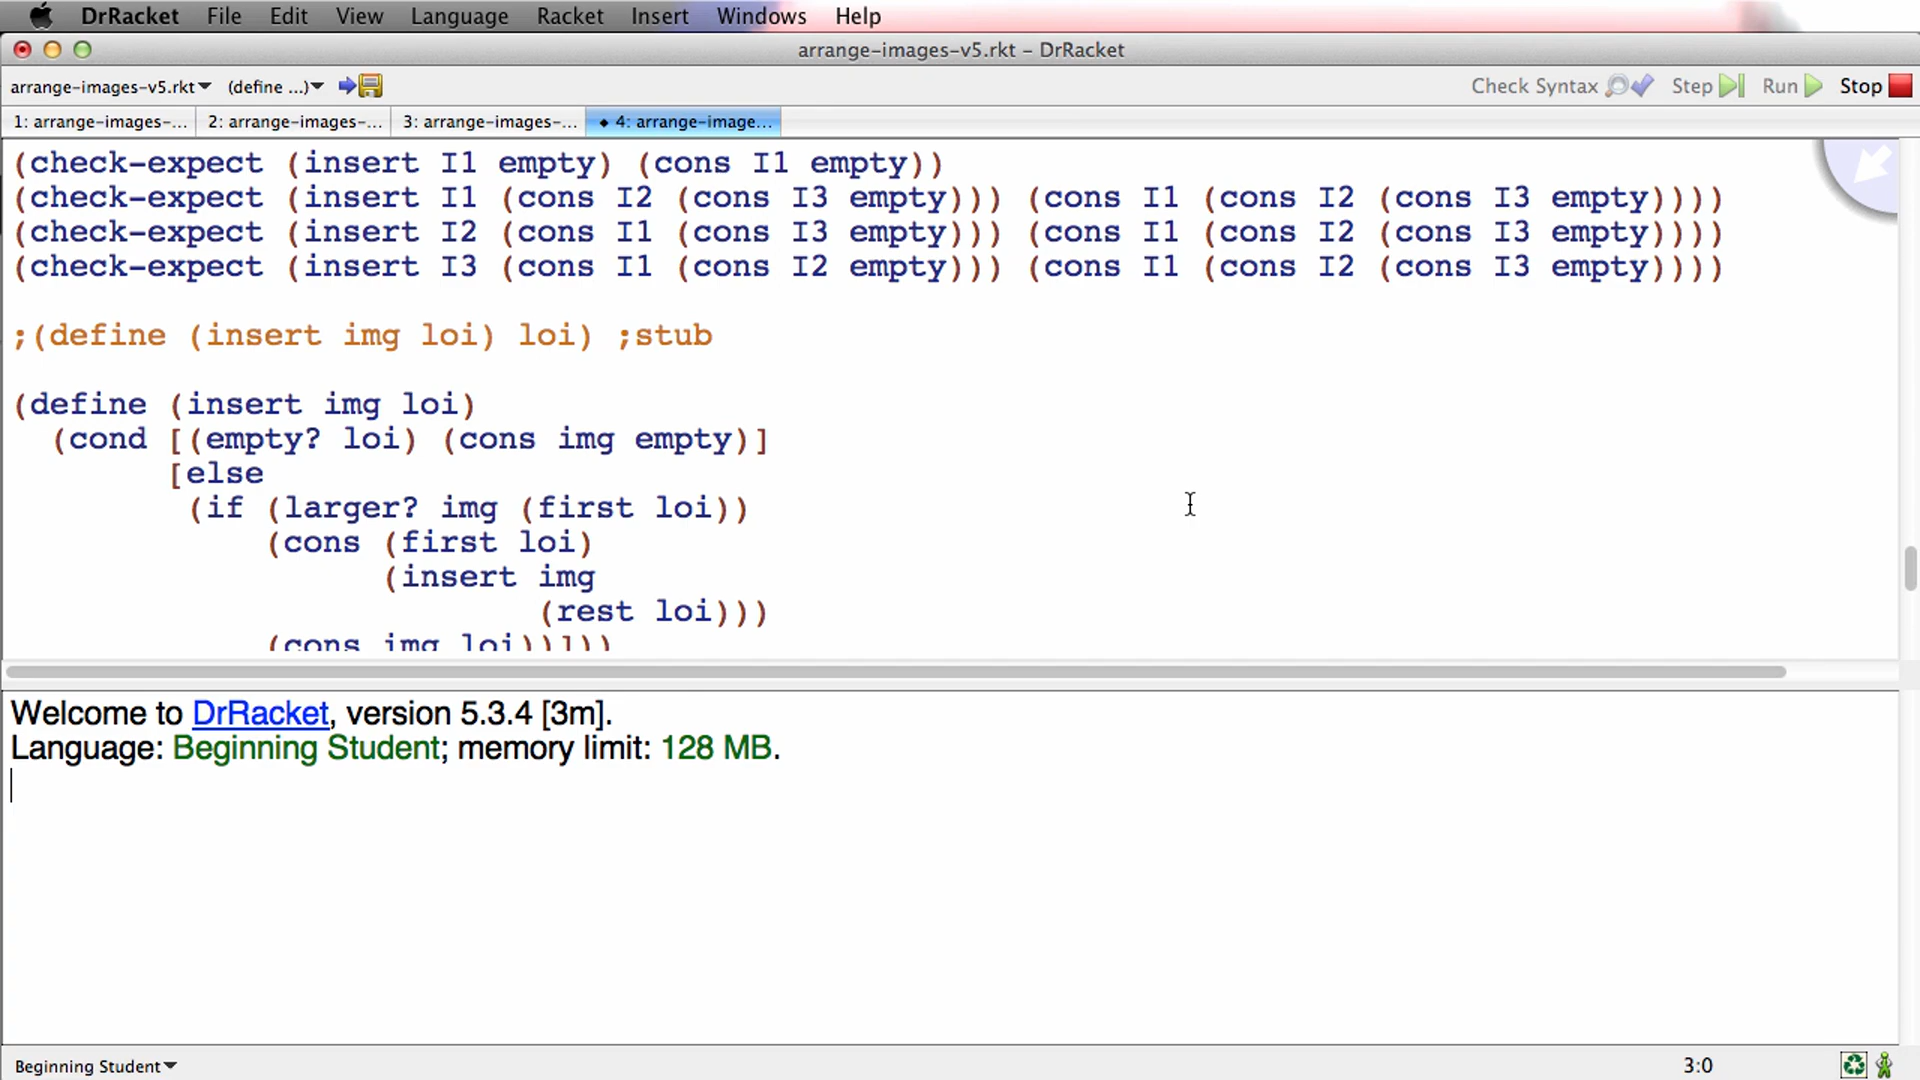 DrRacket File Edit View Language Racket Insert Windows Help
arrange-images-v5.rkt – DrRacket
arrange-images-v5.rkt (define ...) Check Syntax Step Run Stop
1: arrange-images-... 2: arrange-images-... 3: arrange-images-... 4: arrange-image...
(check-expect (insert I1 empty) (cons I1 empty))
(check-expect (insert I1 (cons I2 (cons I3 empty))) (cons I1 (cons I2 (cons I3 empty))))
(check-expect (insert I2 (cons I1 (cons I3 empty))) (cons I1 (cons I2 (cons I3 empty))))
(check-expect (insert I3 (cons I1 (cons I2 empty))) (cons I1 (cons I2 (cons I3 empty))))
;(define (insert img loi) loi) ;stub
(define (insert img loi)
(cond [(empty? loi) (cons img empty)]
[else
(if (larger? img (first loi))
(cons (first loi)
(insert img
(rest loi)))
(cons img loi))]))
Welcome to DrRacket, version 5.3.4 [3m].
Language: Beginning Student; memory limit: 128 MB.
Beginning Student 3:0